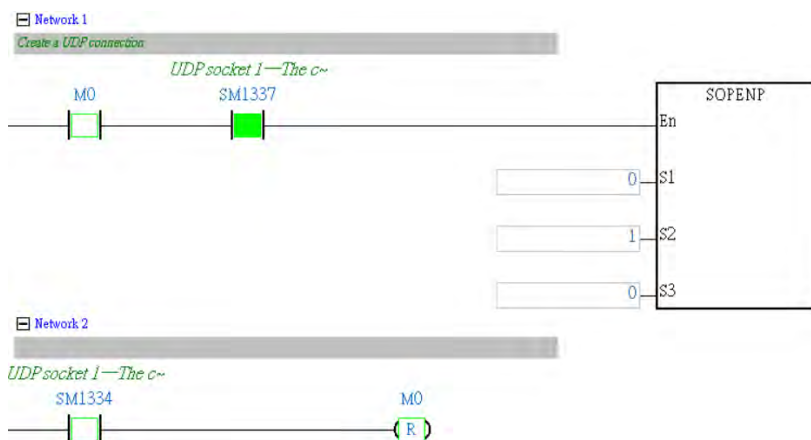 Network 1
Create a UDP connection
UDP socket 1—The c~
M0 SM1337 SOPENP
En
0 S1
1 S2
0 S3
Network 2
UDP socket 1—The c~
SM1334 M0
R